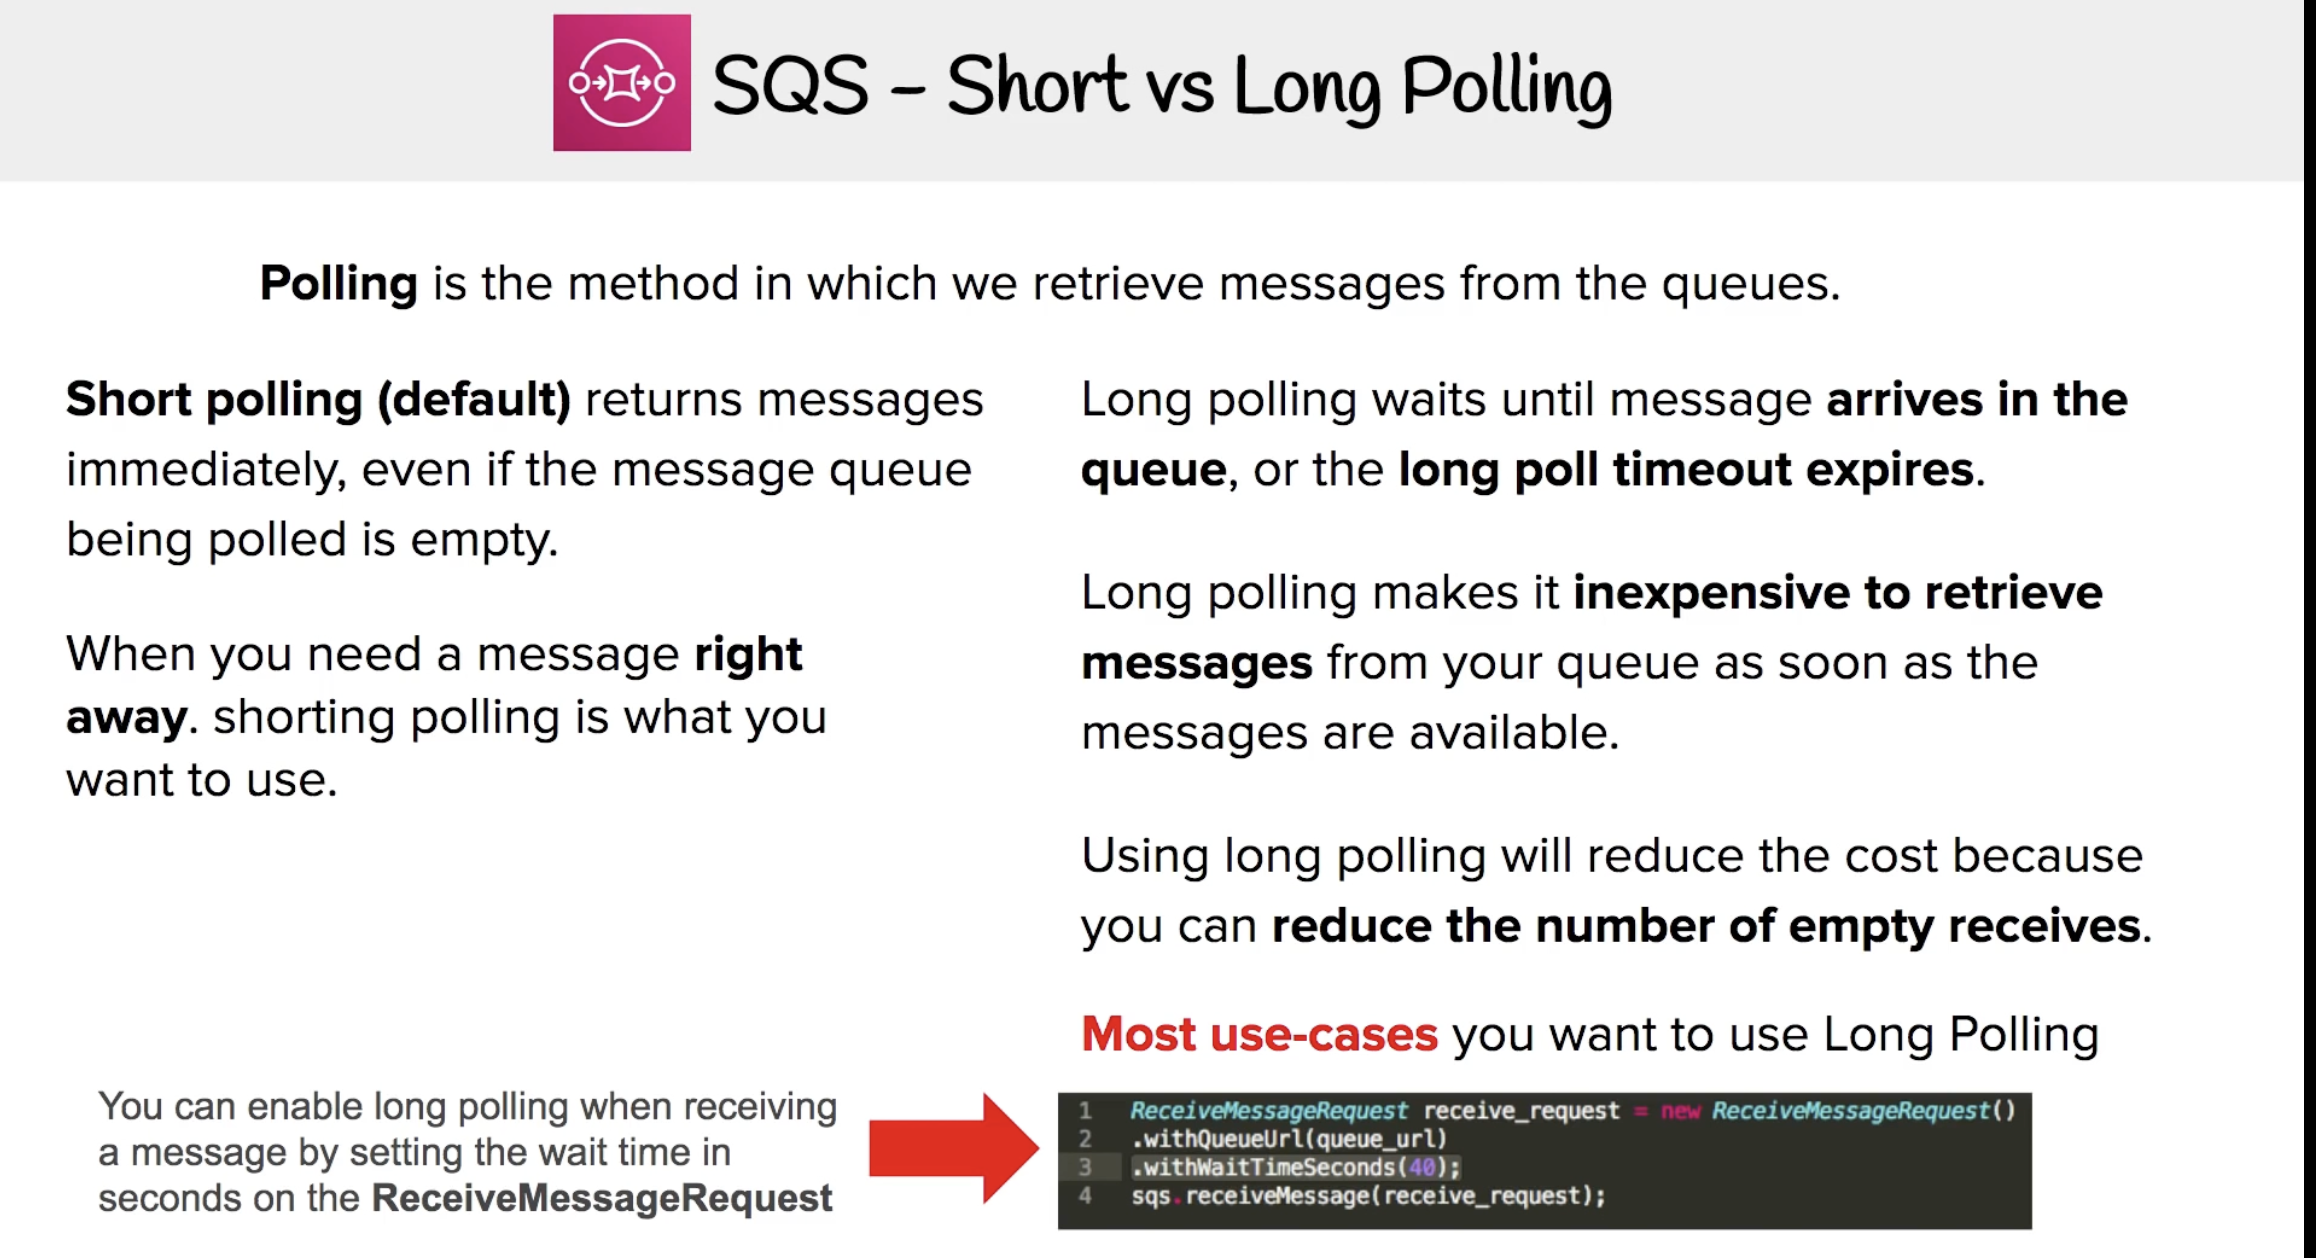 SQS – Short vs Long Polling
Polling is the method in which we retrieve messages from the queues.
Short polling (default) returns messages
immediately, even if the message queue
being polled is empty.
When you need a message right
away. shorting polling is what you
want to use.
Long polling waits until message arrives in the
queue, or the long poll timeout expires.
Long polling makes it inexpensive to retrieve
messages from your queue as soon as the
messages are available.
Using long polling will reduce the cost because
you can reduce the number of empty receives.
Most use-cases you want to use Long Polling
You can enable long polling when receiving
a message by setting the wait time in
seconds on the ReceiveMessageRequest
1 ReceiveMessageRequest receive_request = new ReceiveMessageRequest()
2 .withQueueUrl(queue_url)
3 .withWaitTimeSeconds(40);
4 sqs.receiveMessage(receive_request);